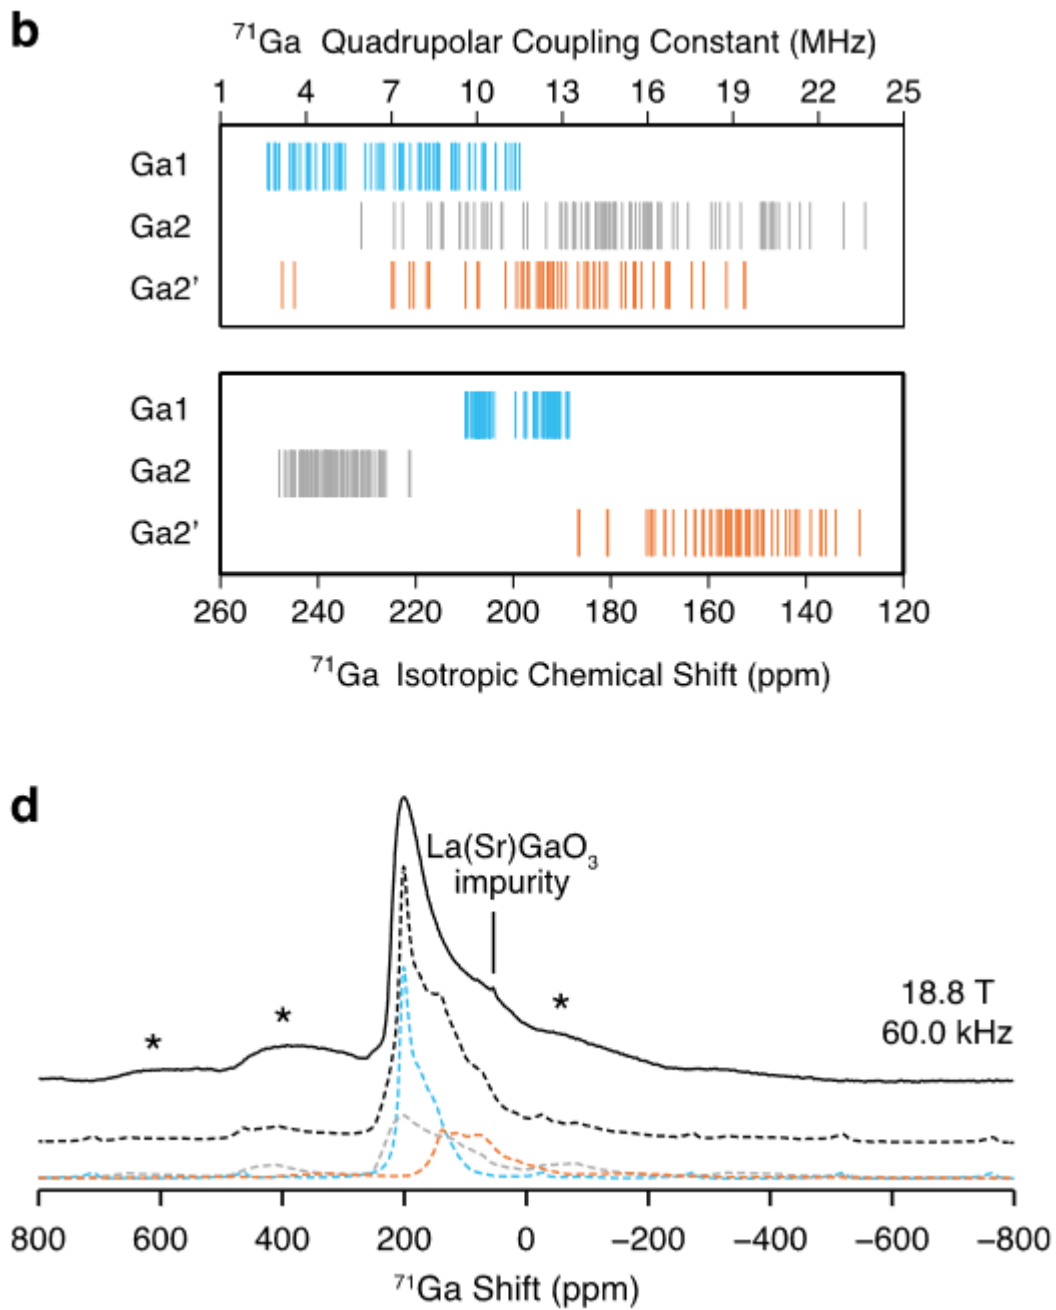 b
⁷¹Ga Quadrupolar Coupling Constant (MHz)
1 4 7 10 13 16 19 22 25
Ga1
Ga2
Ga2’
Ga1
Ga2
Ga2’
260 240 220 200 180 160 140 120
⁷¹Ga Isotropic Chemical Shift (ppm)
d
La(Sr)GaO₃
impurity
* * *
18.8 T
60.0 kHz
800 600 400 200 0 −200 −400 −600 −800
⁷¹Ga Shift (ppm)